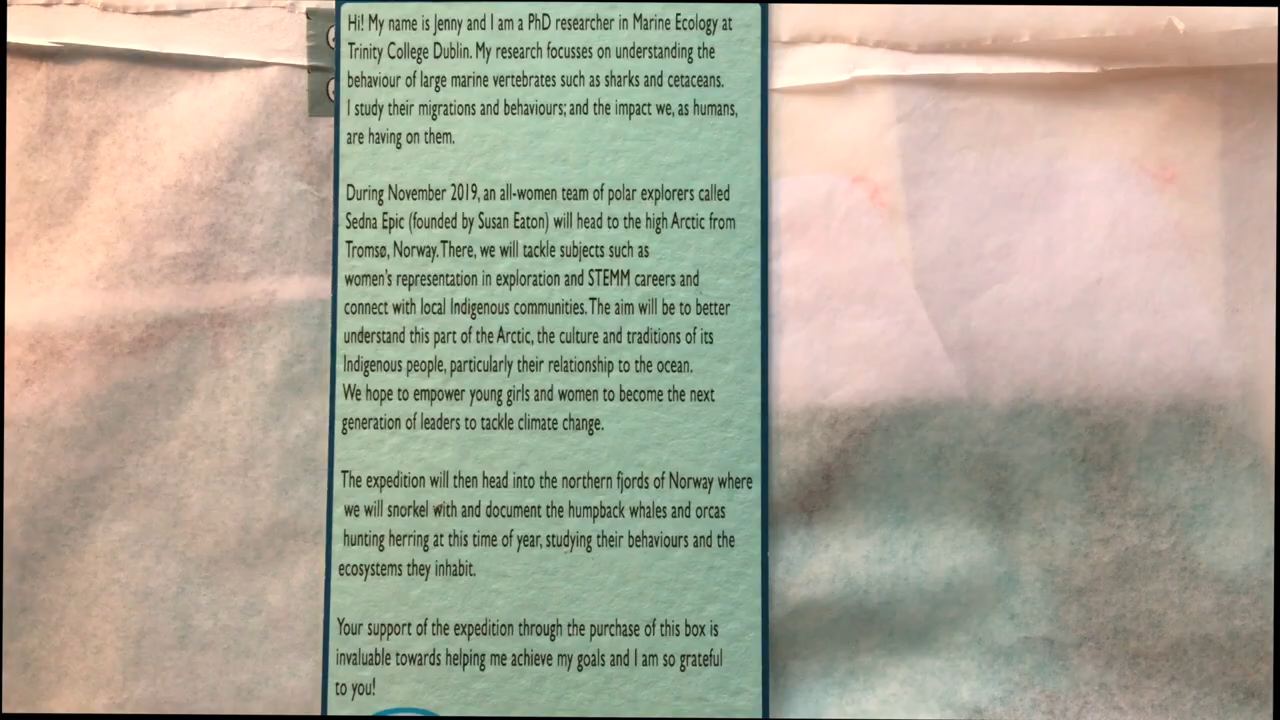 Hi! My name is Jenny and I am a PhD researcher in Marine Ecology at
Trinity College Dublin. My research focusses on understanding the
behaviour of large marine vertebrates such as sharks and cetaceans.
I study their migrations and behaviours; and the impact we, as humans,
are having on them.
During November 2019, an all-women team of polar explorers called
Sedna Epic (founded by Susan Eaton) will head to the high Arctic from
Tromsø, Norway. There, we will tackle subjects such as
women's representation in exploration and STEMM careers and
connect with local Indigenous communities. The aim will be to better
understand this part of the Arctic, the culture and traditions of its
Indigenous people, particularly their relationship to the ocean.
We hope to empower young girls and women to become the next
generation of leaders to tackle climate change.
The expedition will then head into the northern fjords of Norway where
we will snorkel with and document the humpback whales and orcas
hunting herring at this time of year, studying their behaviours and the
ecosystems they inhabit.
Your support of the expedition through the purchase of this box is
invaluable towards helping me achieve my goals and I am so grateful
to you!